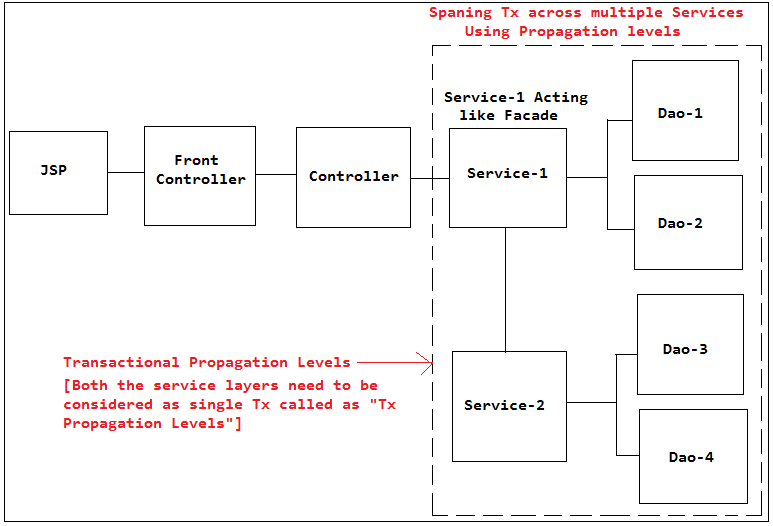 Spaning Tx across multiple Services
Using Propagation levels
Service-1 Acting
like Facade
Dao-1
JSP
Front
Controller
Controller
Service-1
Dao-2
Transactional Propagation Levels
[Both the service layers need to be
considered as single Tx called as "Tx
Propagation Levels"]
Service-2
Dao-3
Dao-4